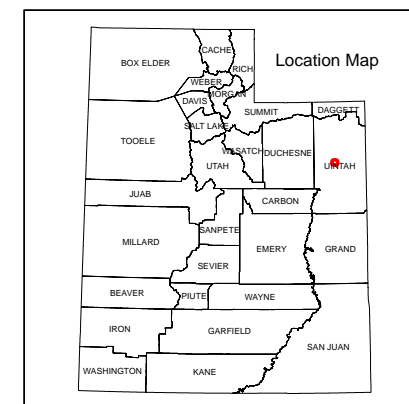 Location Map
BOX ELDER
CACHE
RICH
WEBER
MORGAN
DAVIS
SUMMIT
DAGGETT
SALT LAKE
TOOELE
WASATCH
DUCHESNE
UINTAH
UTAH
JUAB
CARBON
SANPETE
MILLARD
EMERY
GRAND
SEVIER
BEAVER
PIUTE
WAYNE
IRON
GARFIELD
SAN JUAN
WASHINGTON
KANE